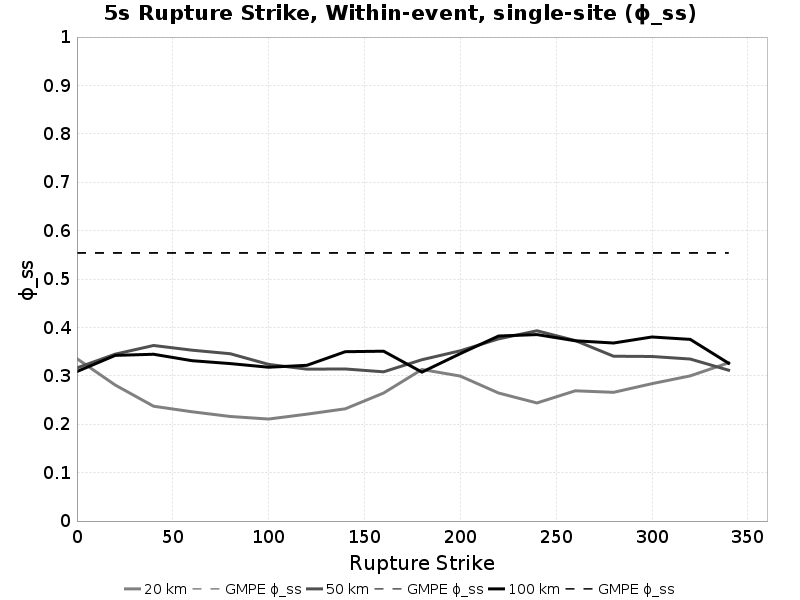 5s Rupture Strike, Within-event, single-site (ϕ_ss)
1
0.9
0.8
0.7
0.6
0.5
0.4
0.3
0.2
0.1
0
ϕ_ss
0 50 100 150 200 250 300 350
Rupture Strike
20 km GMPE ϕ_ss 50 km GMPE ϕ_ss 100 km GMPE ϕ_ss